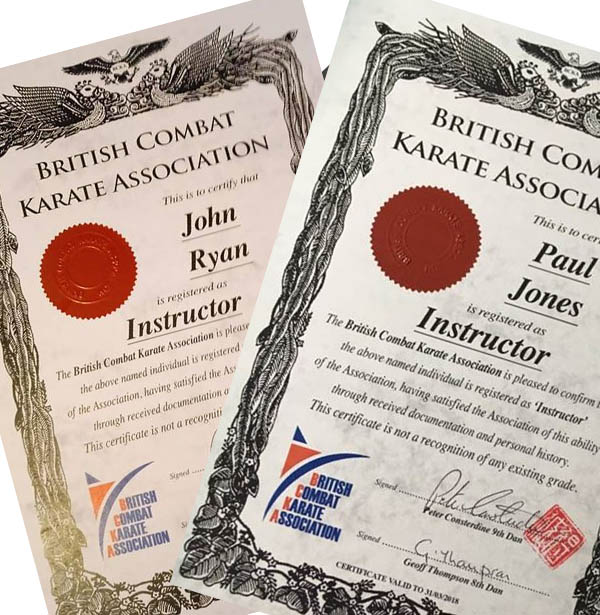 BRITISH COMBAT
KARATE ASSOCIATION
This is to certify that
John
Ryan
is registered as
Instructor
The British Combat Karate Association is please
the above named individual is registered
of the Association, having satisfied the Ass
through received documentation
This certificate is not a recogniti
Signed
BRITISH
COMBAT
KARATE
ASSOCIATION
BRITISH COM
KARATE ASSOCIA
This is to cer
Paul
Jones
is registered as
Instructor
The British Combat Karate Association is pleased to confirm t
the above named individual is registered as 'Instructor'
of the Association, having satisfied the Association of this ability
through received documentation and personal history.
This certificate is not a recognition of any existing grade.
BRITISH
COMBAT
KARATE
ASSOCIATION
Signed
Peter Consterdine 9th Dan
Signed
G. Thompson
Geoff Thompson 8th Dan
CERTIFICATE VALID TO 31/03/2018